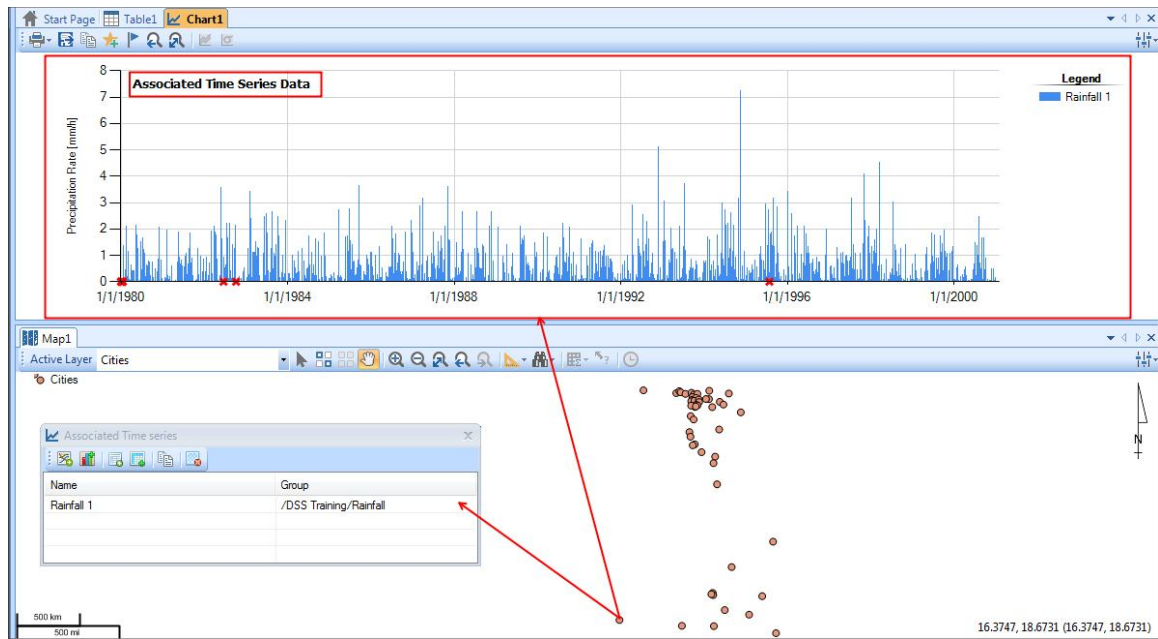 Start Page Table1 Chart1
Associated Time Series Data
Legend
Rainfall 1
Precipitation Rate [mm/h]
8
7
6
5
4
3
2
1
0
1/1/1980 1/1/1984 1/1/1988 1/1/1992 1/1/1996 1/1/2000
Map1
Active Layer Cities
Cities
N
Associated Time series
Name Group
Rainfall 1 /DSS Training/Rainfall
500 km
500 mi
16.3747, 18.6731 (16.3747, 18.6731)